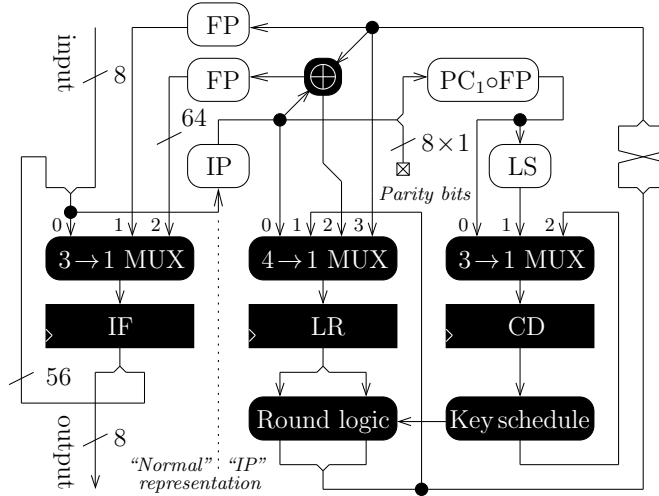 input
8
FP
FP
PC₁∘FP
64
8×1
IP
LS
Parity bits
0 1 2
0 1 2 3
0 1 2
3→1 MUX
4→1 MUX
3→1 MUX
IF
LR
CD
56
Round logic
Key schedule
output
8
“Normal” “IP”
representation